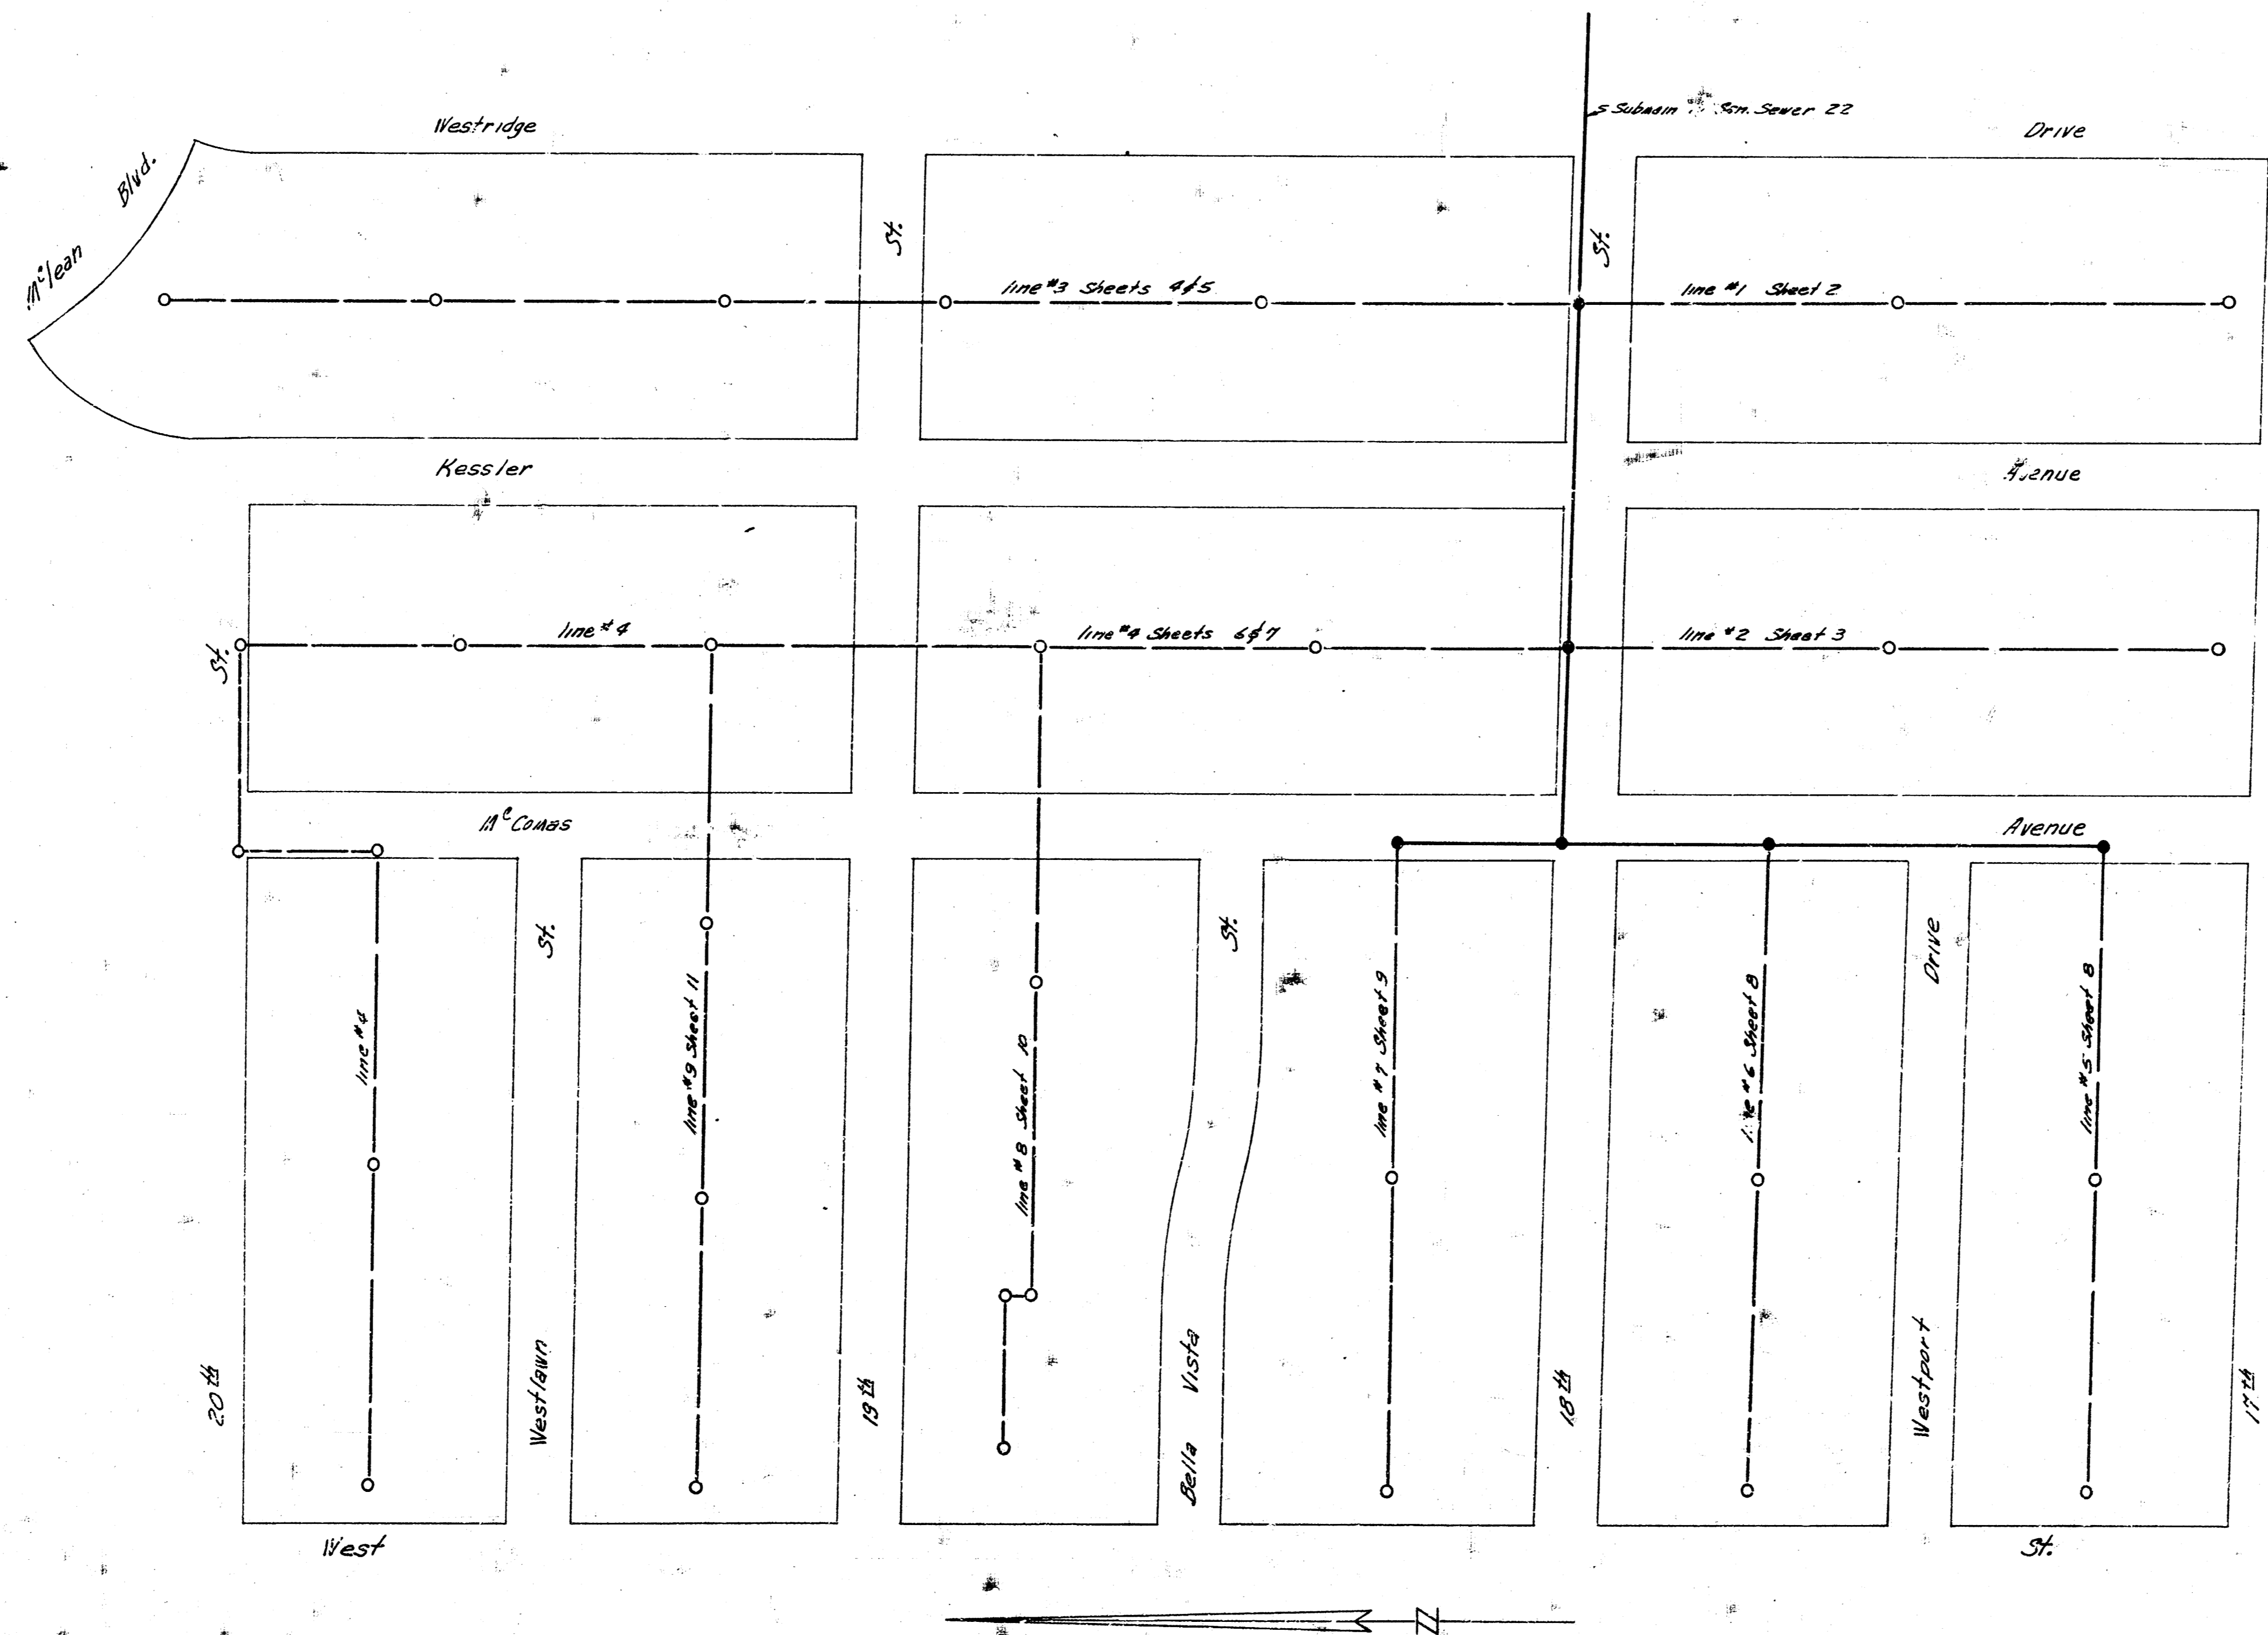 S Submain San. Sewer 22
Westridge Drive
McLean Blvd.
St.
St.
line #3 Sheets 4 & 5
line #1 Sheet 2
Kessler Avenue
St.
line #4
line #4 Sheets 6 & 7
line #2 Sheet 3
McComas Avenue
St.
St.
Drive
line #4
line #9 Sheet 11
line #8 Sheet 10
line #7 Sheet 9
line #6 Sheet 8
line #5 Sheet 8
20th
Westlawn
19th
Bella Vista
18th
Westport
17th
West St.
N